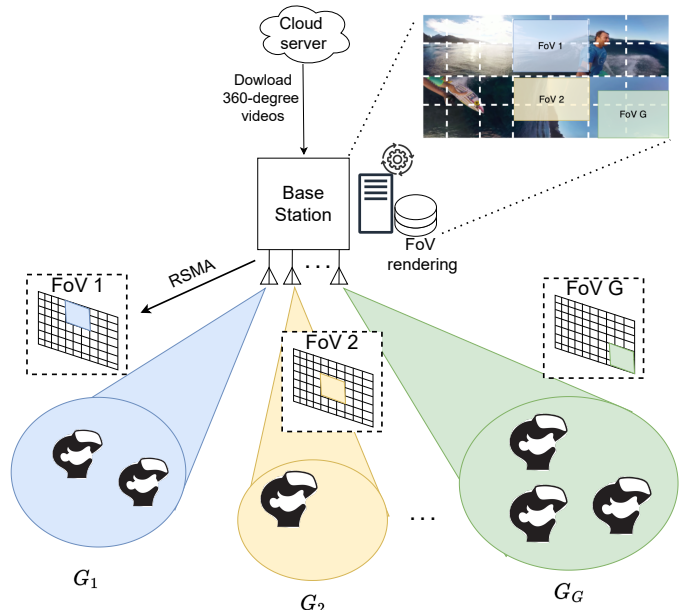 Cloud
server
Dowload
360-degree
videos
FoV 1
FoV 2
FoV G
Base
Station
FoV
rendering
RSMA
. . .
FoV 1
FoV 2
FoV G
. . .
G₁
G₂
G_G